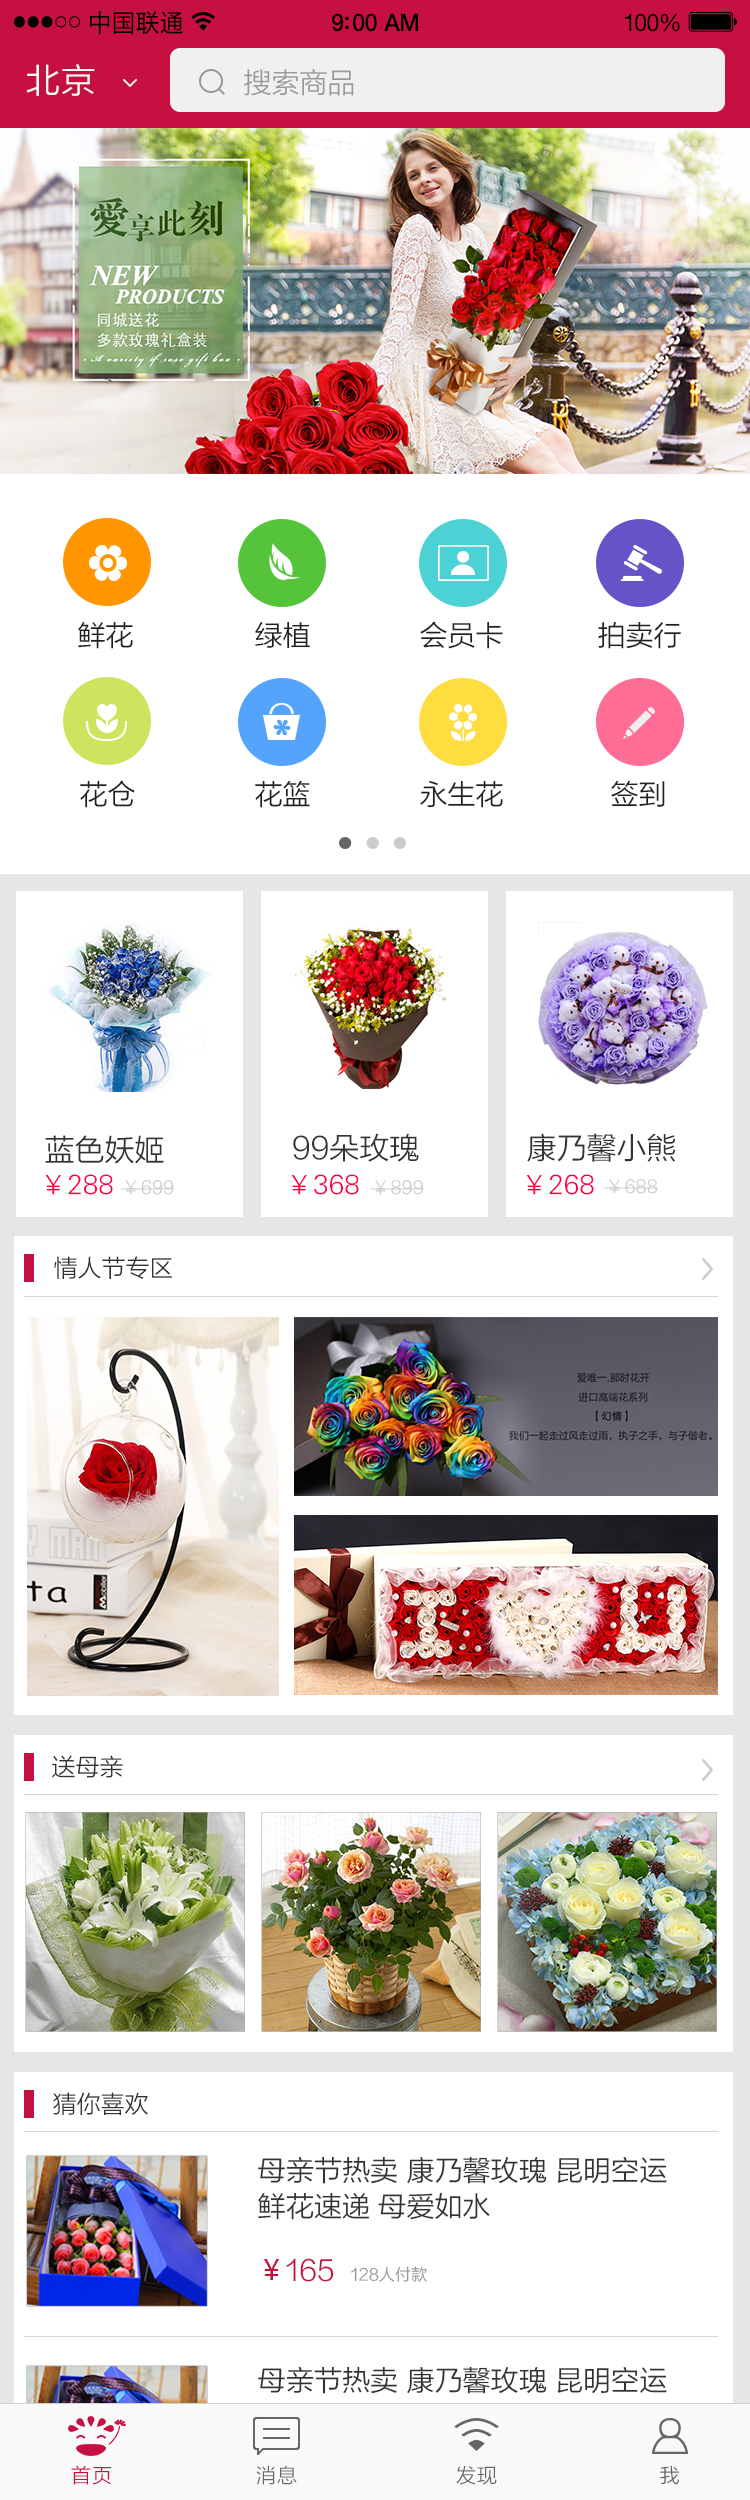 中国联通
9:00 AM
100%
北京
搜索商品
愛享此刻
NEW
PRODUCTS
同城送花
多款玫瑰礼盒装
· A variety of rose gift box ·
鲜花
绿植
会员卡
拍卖行
花仓
花篮
永生花
签到
蓝色妖姬
¥288 ¥699
99朵玫瑰
¥368 ¥899
康乃馨小熊
¥268 ¥688
情人节专区
MAN
ta
爱唯一.那时花开
进口高端花系列
【幻情】
我们一起走过风走过雨，执子之手，与子偕老。
I U
送母亲
猜你喜欢
母亲节热卖 康乃馨玫瑰 昆明空运
鲜花速递 母爱如水
¥165 128人付款
母亲节热卖 康乃馨玫瑰 昆明空运
首页
消息
发现
我